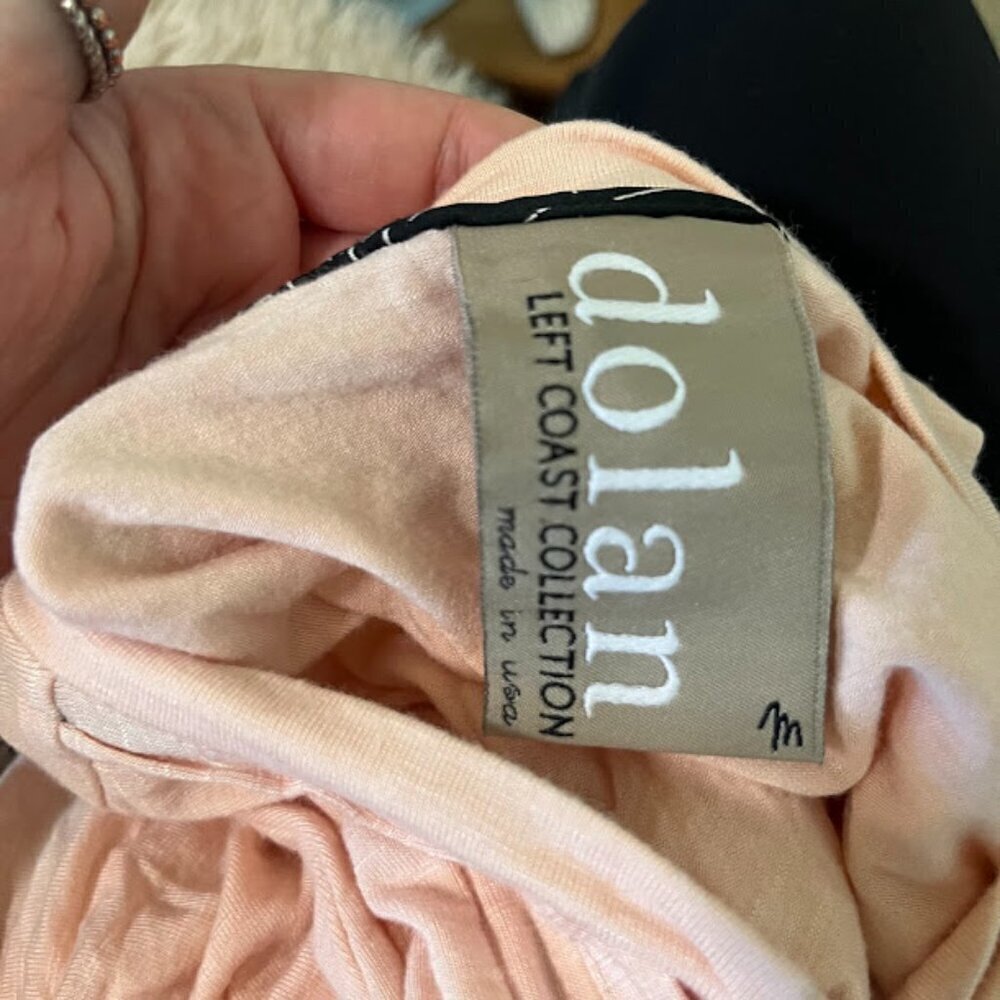 dolan
LEFT COAST COLLECTION
made in usa
m